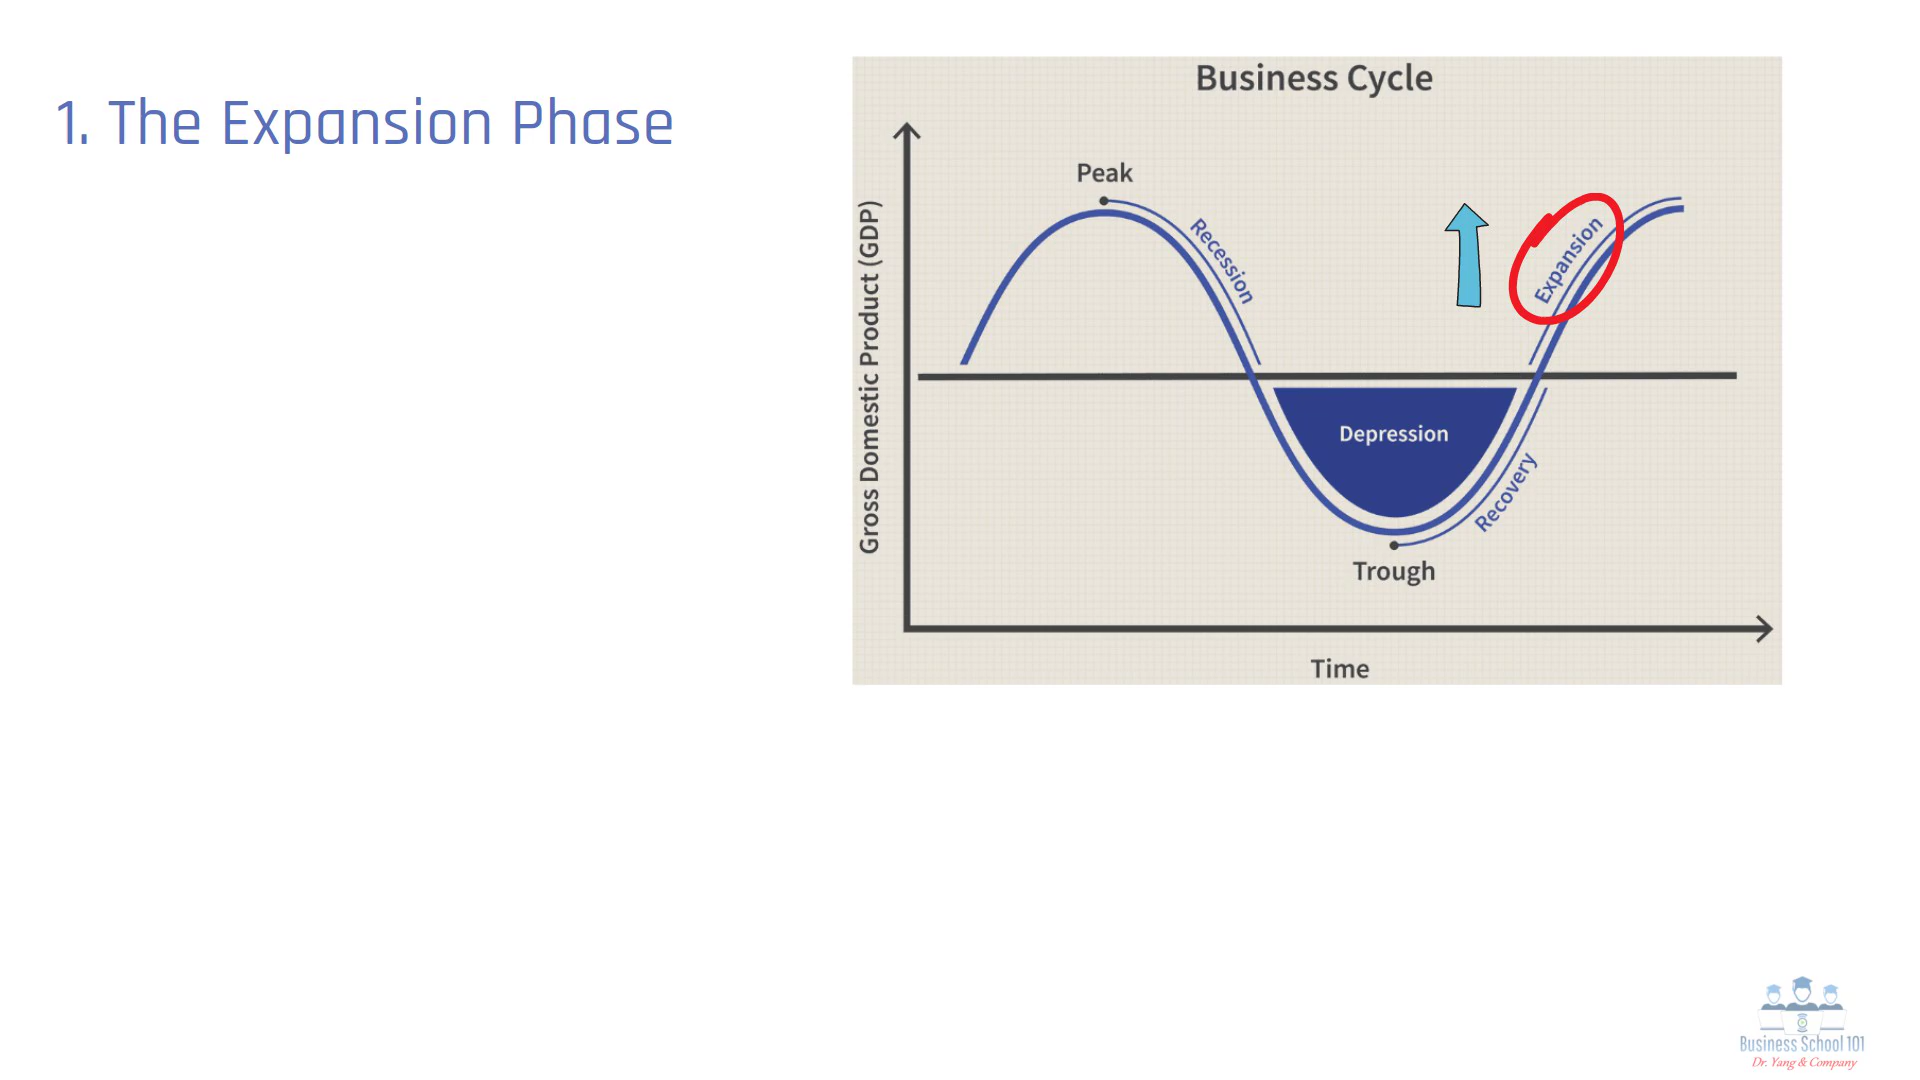 1. The Expansion Phase
Business Cycle
Peak
Recession
Expansion
Gross Domestic Product (GDP)
Depression
Recovery
Trough
Time
Business School 101
Dr. Yang & Company